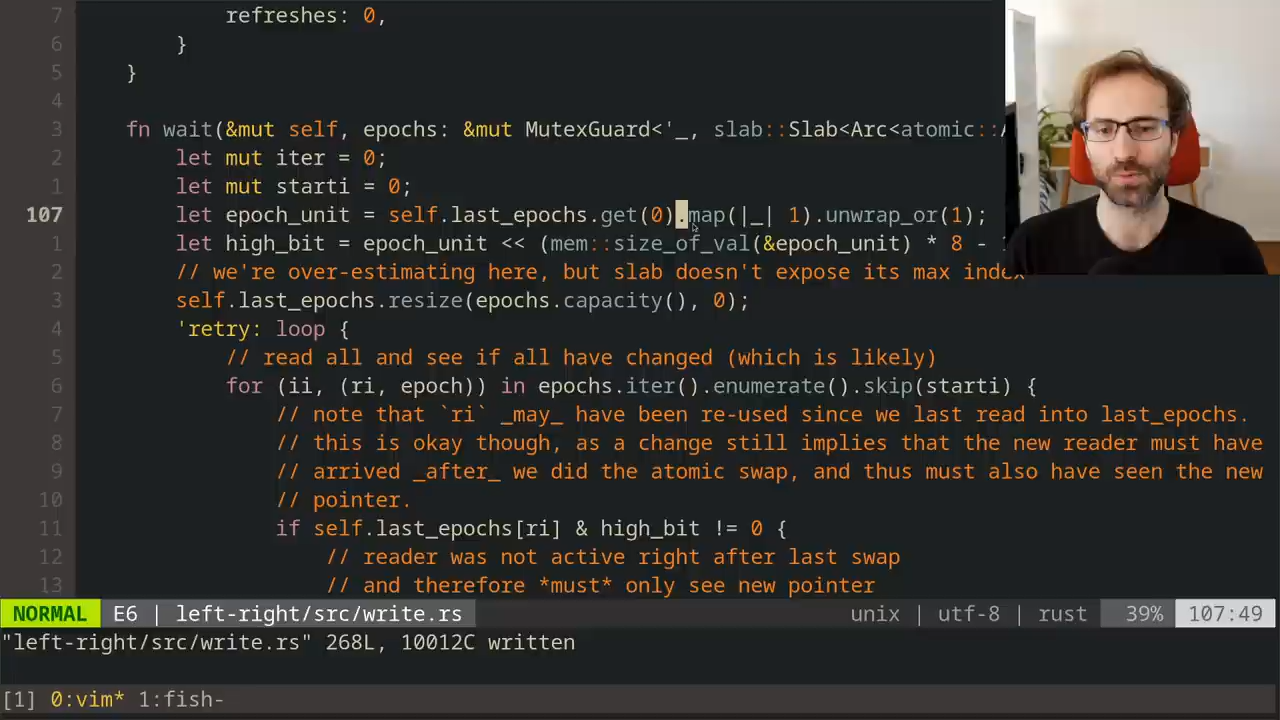 7 refreshes: 0,
6 }
5 }
4
3 fn wait(&mut self, epochs: &mut MutexGuard<'_, slab::Slab<Arc<atomic::
2 let mut iter = 0;
1 let mut starti = 0;
107 let epoch_unit = self.last_epochs.get(0).map(|_| 1).unwrap_or(1);
1 let high_bit = epoch_unit << (mem::size_of_val(&epoch_unit) * 8 -
2 // we're over-estimating here, but slab doesn't expose its max index
3 self.last_epochs.resize(epochs.capacity(), 0);
4 'retry: loop {
5 // read all and see if all have changed (which is likely)
6 for (ii, (ri, epoch)) in epochs.iter().enumerate().skip(starti) {
7 // note that `ri` _may_ have been re-used since we last read into last_epochs.
8 // this is okay though, as a change still implies that the new reader must have
9 // arrived _after_ we did the atomic swap, and thus must also have seen the new
10 // pointer.
11 if self.last_epochs[ri] & high_bit != 0 {
12 // reader was not active right after last swap
13 // and therefore *must* only see new pointer
NORMAL E6 | left-right/src/write.rs unix | utf-8 | rust 39% 107:49
"left-right/src/write.rs" 268L, 10012C written
[1] 0:vim* 1:fish-